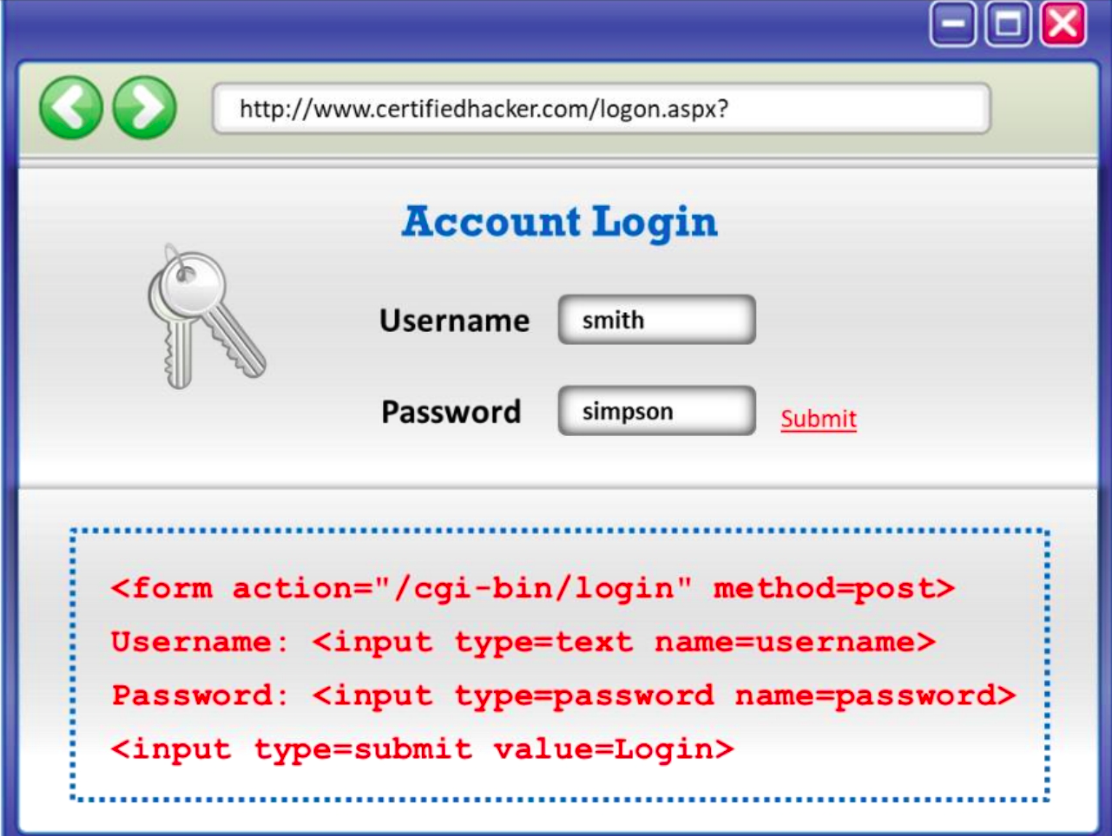 http://www.certifiedhacker.com/logon.aspx?
Account Login
Username smith
Password simpson Submit
<form action="/cgi-bin/login" method=post>
Username: <input type=text name=username>
Password: <input type=password name=password>
<input type=submit value=Login>